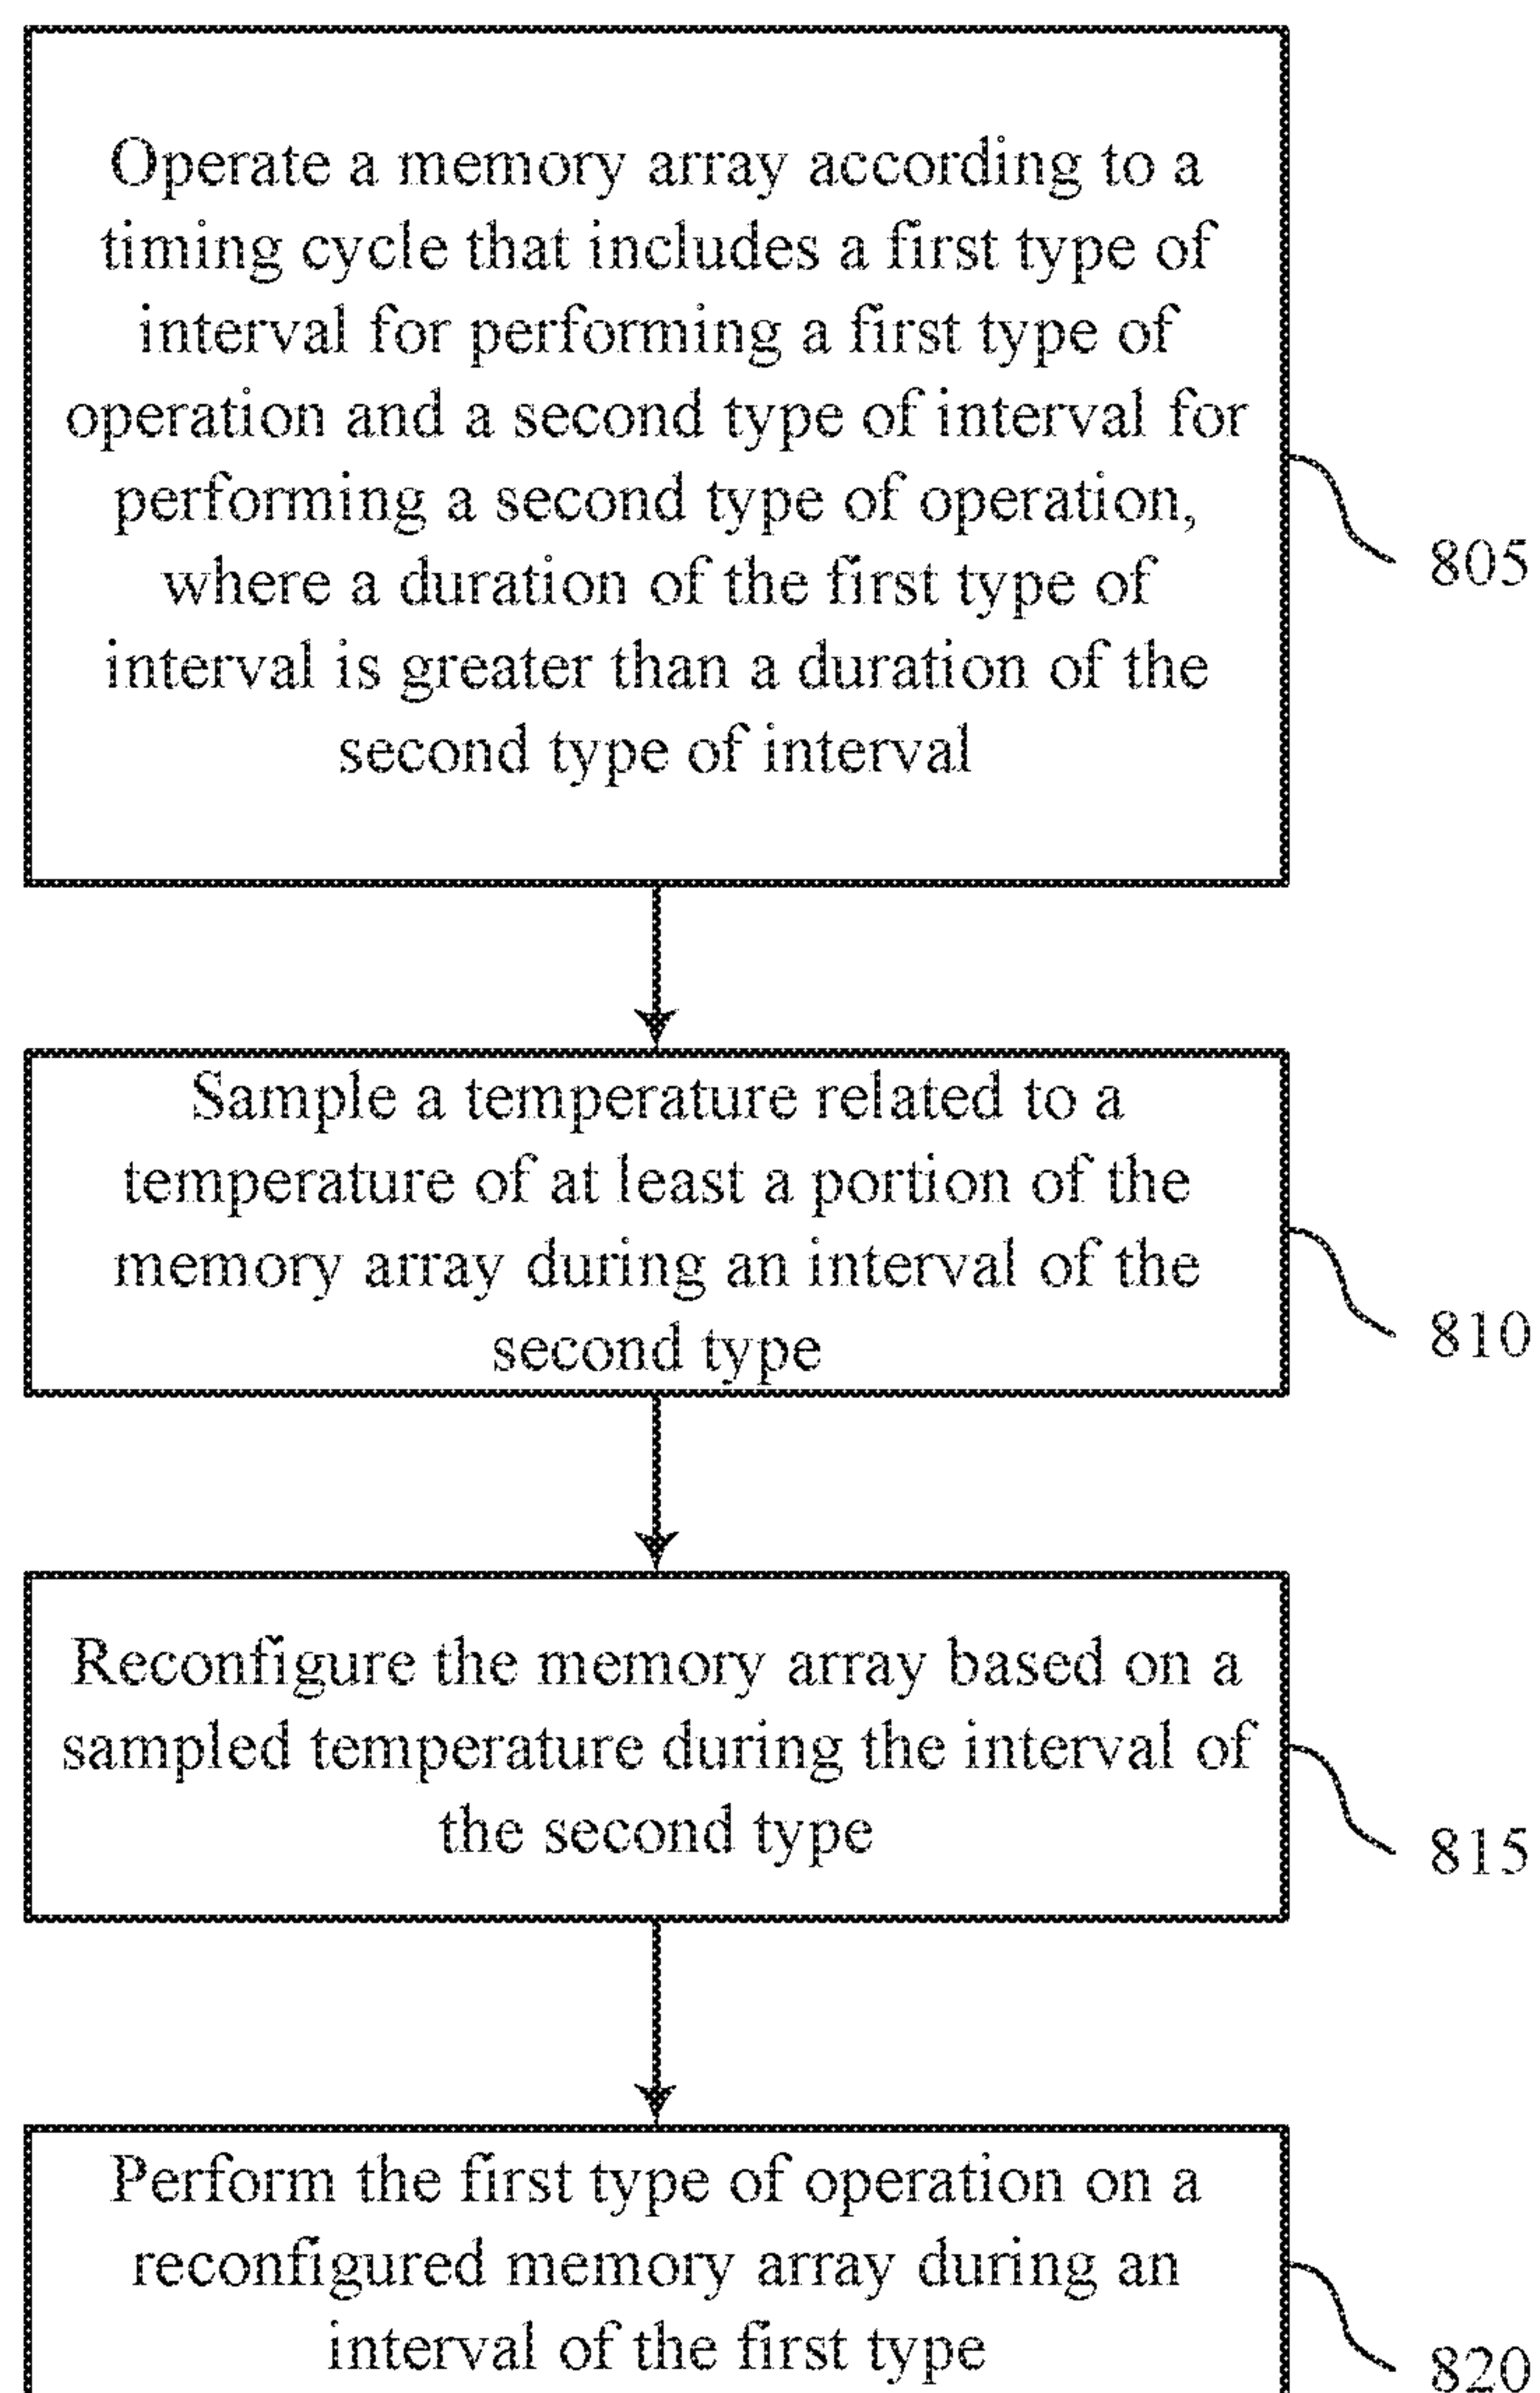 Operate a memory array according to a
timing cycle that includes a first type of
interval for performing a first type of
operation and a second type of interval for
performing a second type of operation,
where a duration of the first type of
interval is greater than a duration of the
second type of interval
805
Sample a temperature related to a
temperature of at least a portion of the
memory array during an interval of the
second type
810
Reconfigure the memory array based on a
sampled temperature during the interval of
the second type
815
Perform the first type of operation on a
reconfigured memory array during an
interval of the first type
820